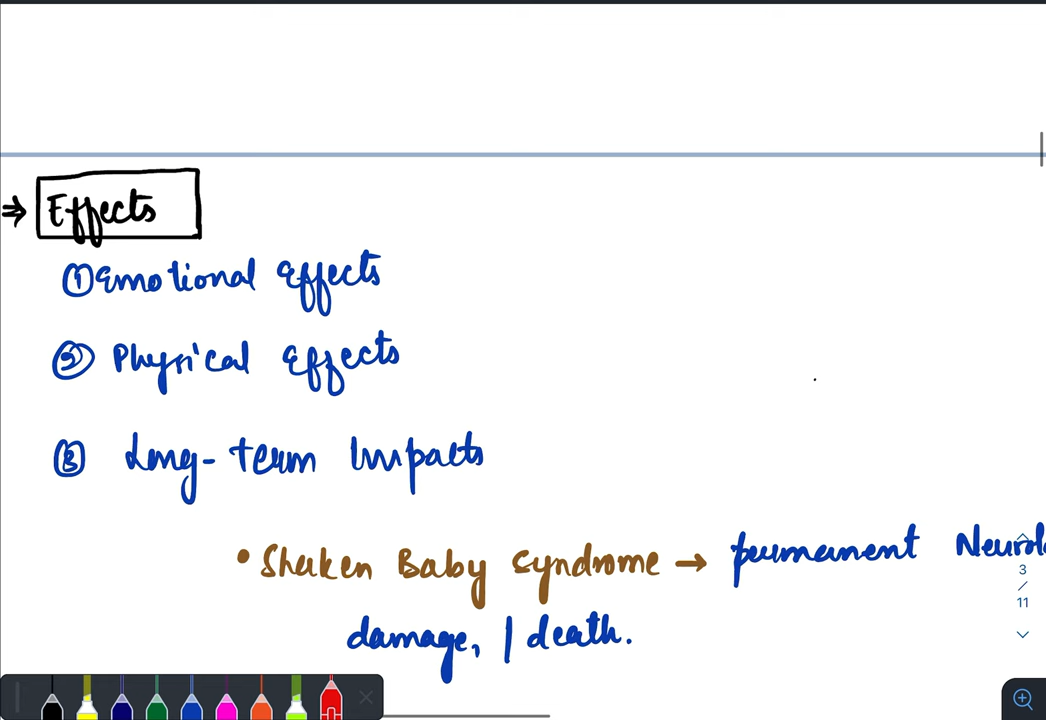 ⇒ Effects
① Emotional Effects
② Physical Effects
③ Long-term Impacts
• Shaken Baby Syndrome → permanent Neurolo
damage, / death.
3
/
11